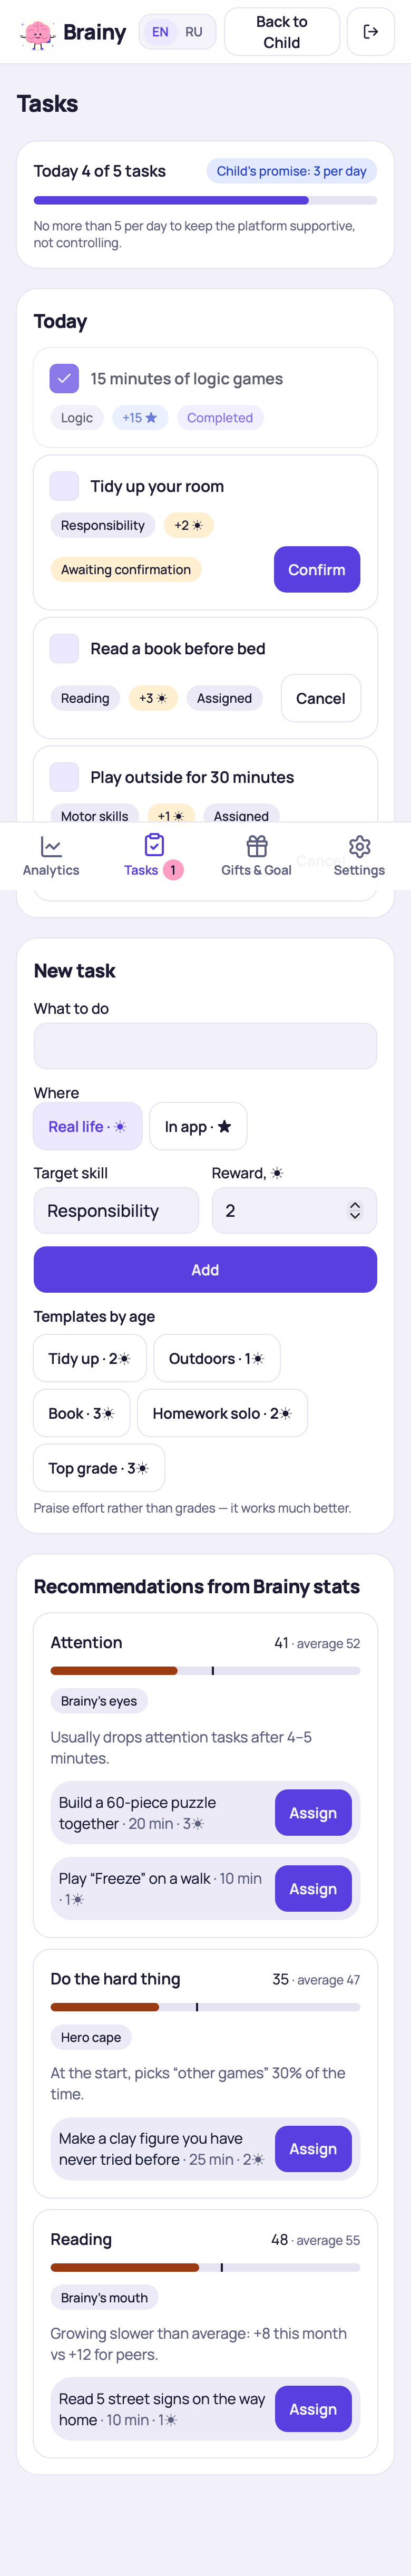 Brainy
EN RU
Back to
Child
Tasks
Today 4 of 5 tasks
Child's promise: 3 per day
No more than 5 per day to keep the platform supportive,
not controlling.
Today
15 minutes of logic games
Logic +15 ★ Completed
Tidy up your room
Responsibility +2 ☀
Awaiting confirmation Confirm
Read a book before bed
Reading +3 ☀ Assigned Cancel
Play outside for 30 minutes
Motor skills +1 ☀ Assigned
Cancel
Analytics Tasks 1 Gifts & Goal Settings
New task
What to do
Where
Real life · ☀ In app · ★
Target skill Reward, ☀
Responsibility 2
Add
Templates by age
Tidy up · 2☀ Outdoors · 1☀
Book · 3☀ Homework solo · 2☀
Top grade · 3☀
Praise effort rather than grades — it works much better.
Recommendations from Brainy stats
Attention 41 · average 52
Brainy's eyes
Usually drops attention tasks after 4–5
minutes.
Build a 60-piece puzzle
together · 20 min · 3☀
Assign
Play “Freeze” on a walk · 10 min
· 1☀
Assign
Do the hard thing 35 · average 47
Hero cape
At the start, picks “other games” 30% of the
time.
Make a clay figure you have
never tried before · 25 min · 2☀
Assign
Reading 48 · average 55
Brainy's mouth
Growing slower than average: +8 this month
vs +12 for peers.
Read 5 street signs on the way
home · 10 min · 1☀
Assign